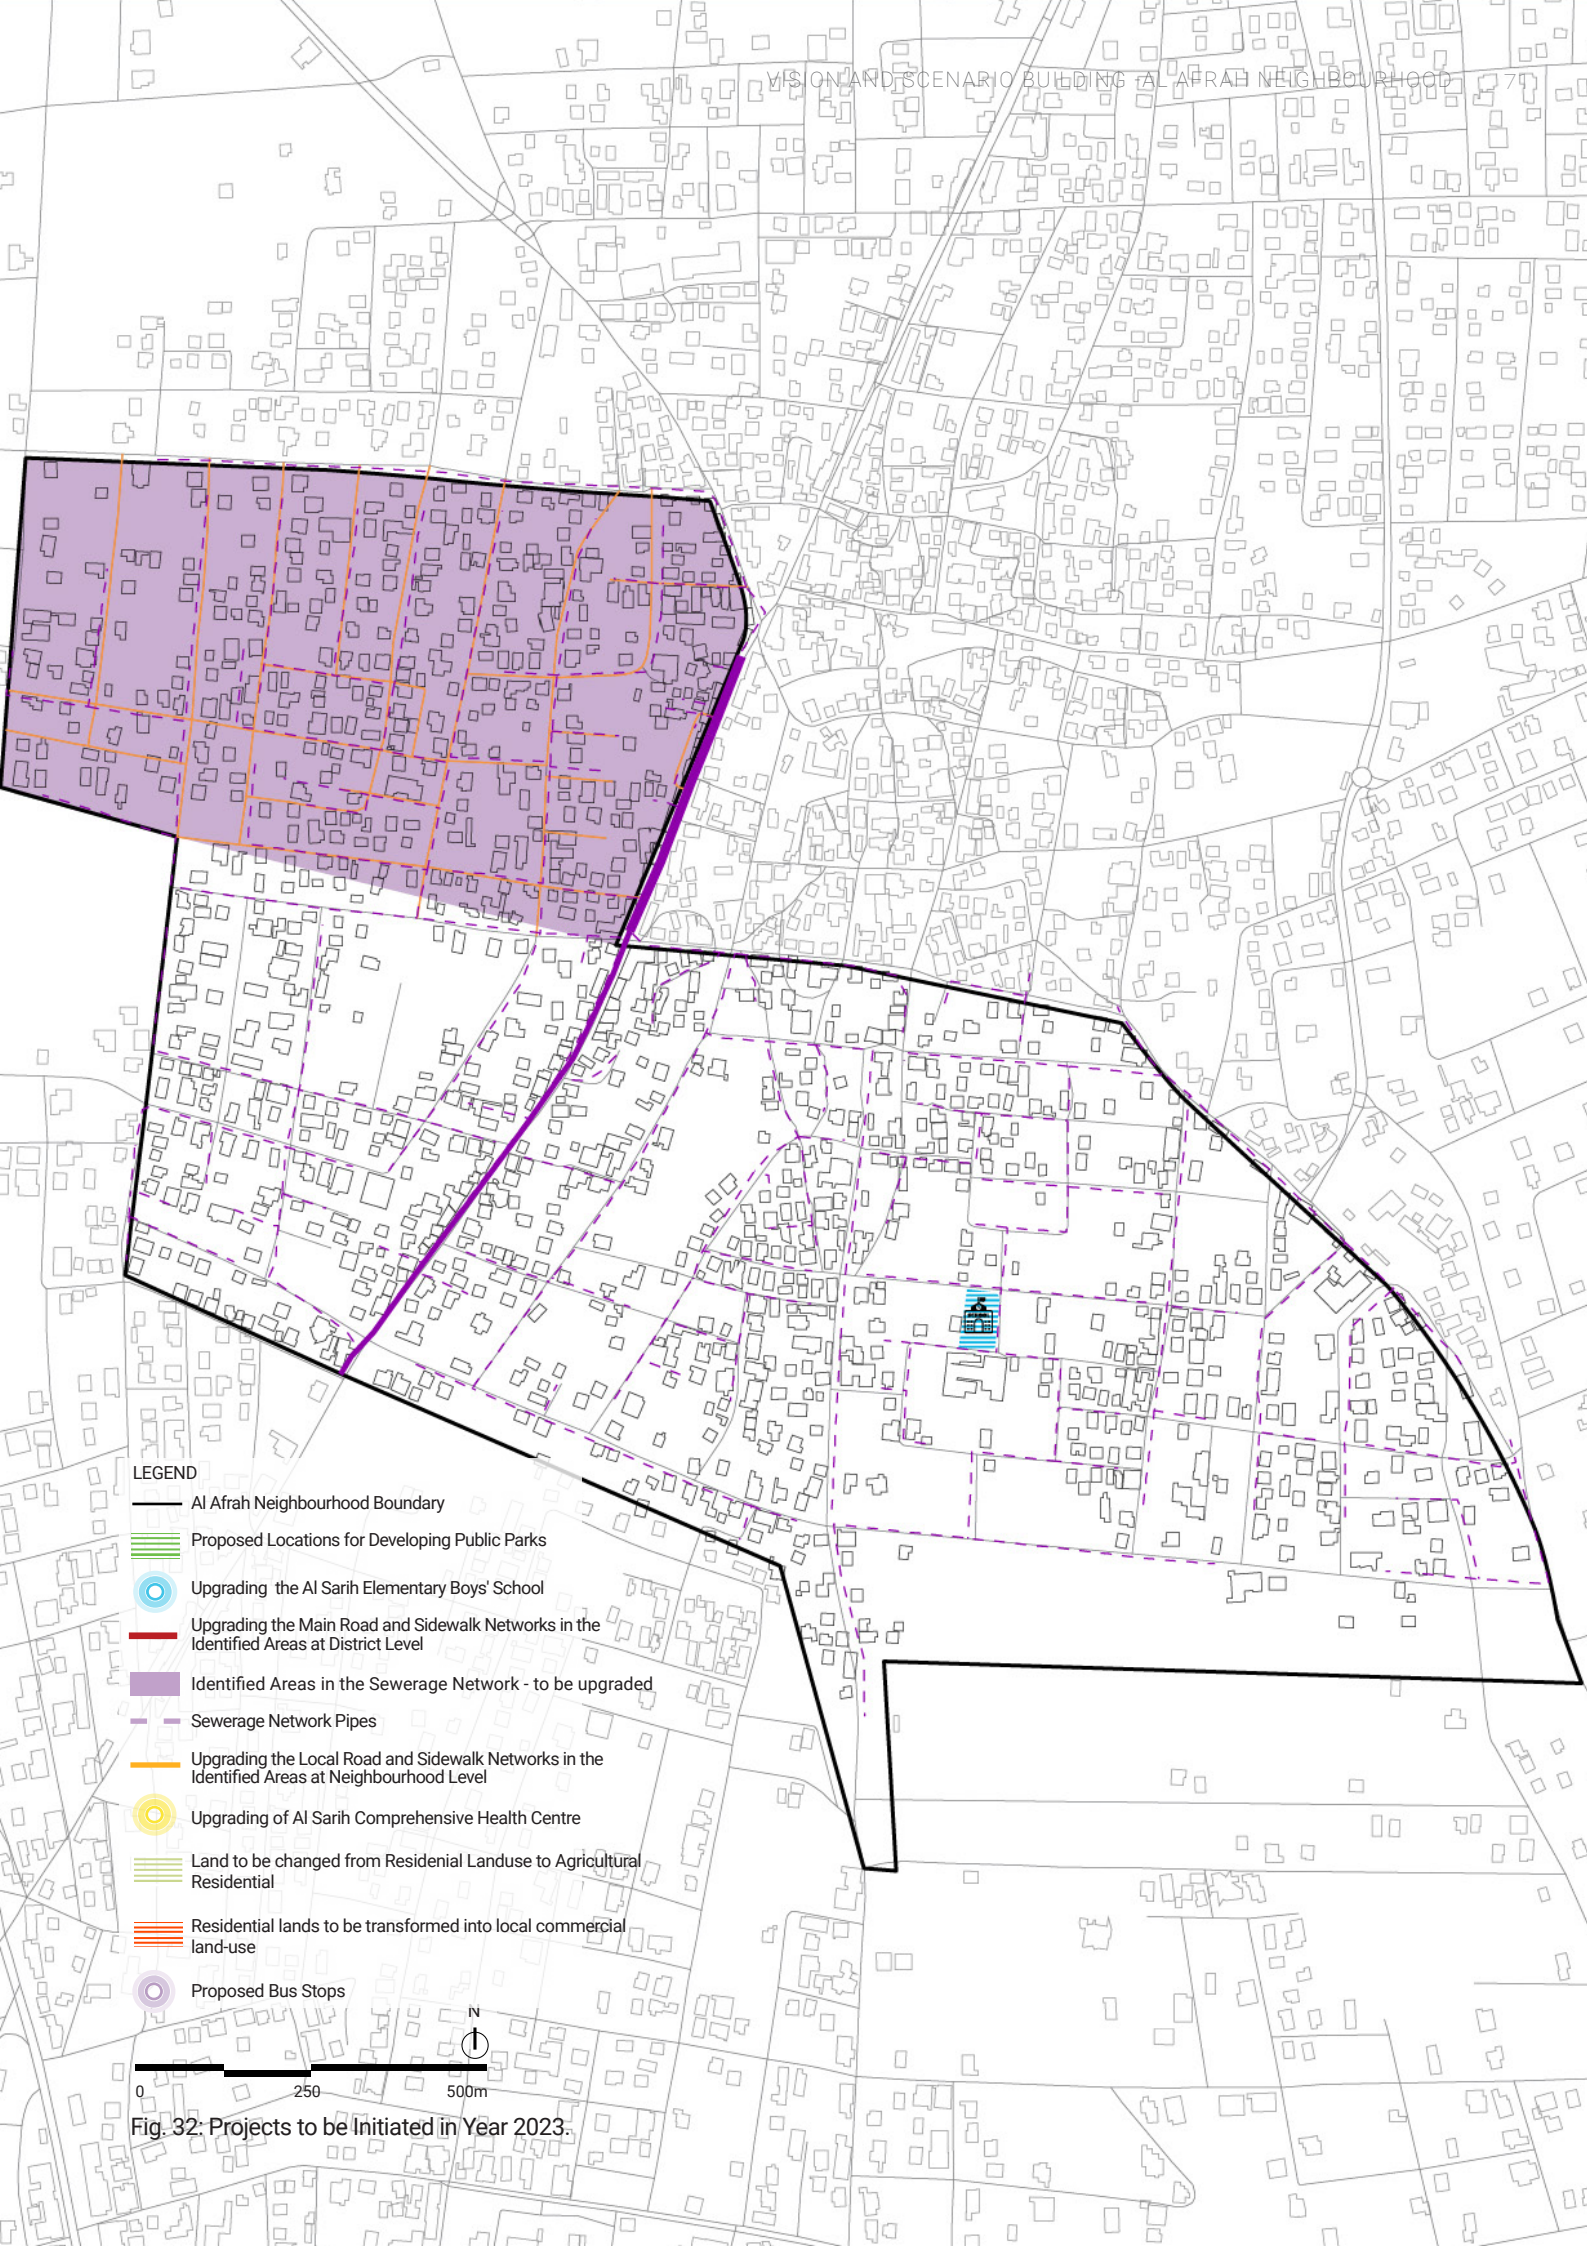 VISION AND SCENARIO BUILDING -AL AFRAH NEIGHBOURHOOD
LEGEND
Al Afrah Neighbourhood Boundary
Proposed Locations for Developing Public Parks
Upgrading the Al Sarih Elementary Boys' School
Upgrading the Main Road and Sidewalk Networks in the
Identified Areas at District Level
Identified Areas in the Sewerage Network - to be upgraded
Sewerage Network Pipes
Upgrading the Local Road and Sidewalk Networks in the
Identified Areas at Neighbourhood Level
Upgrading of Al Sarih Comprehensive Health Centre
Land to be changed from Residenial Landuse to Agricultural
Residential
Residential lands to be transformed into local commercial
land-use
Proposed Bus Stops
N
0 250 500m
Fig. 32: Projects to be Initiated in Year 2023.